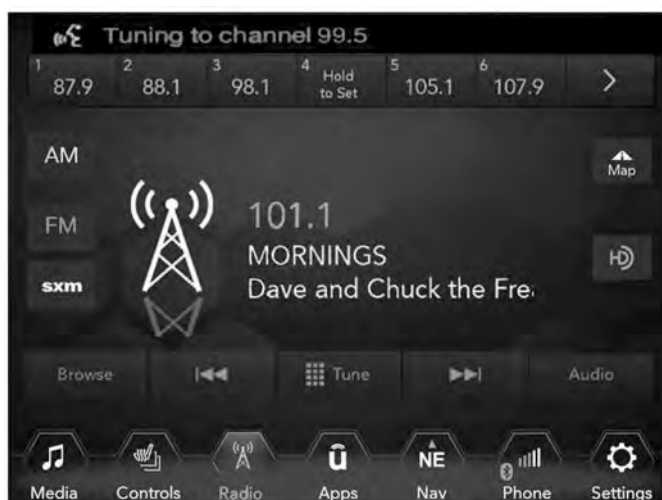 Tuning to channel 99.5
1 87.9 2 88.1 3 98.1 4 Hold to Set 5 105.1 6 107.9
AM
Map
FM
101.1
MORNINGS
HD
sxm
Dave and Chuck the Fre
Browse Tune Audio
û NE
Media Controls Radio Apps Nav Phone Settings